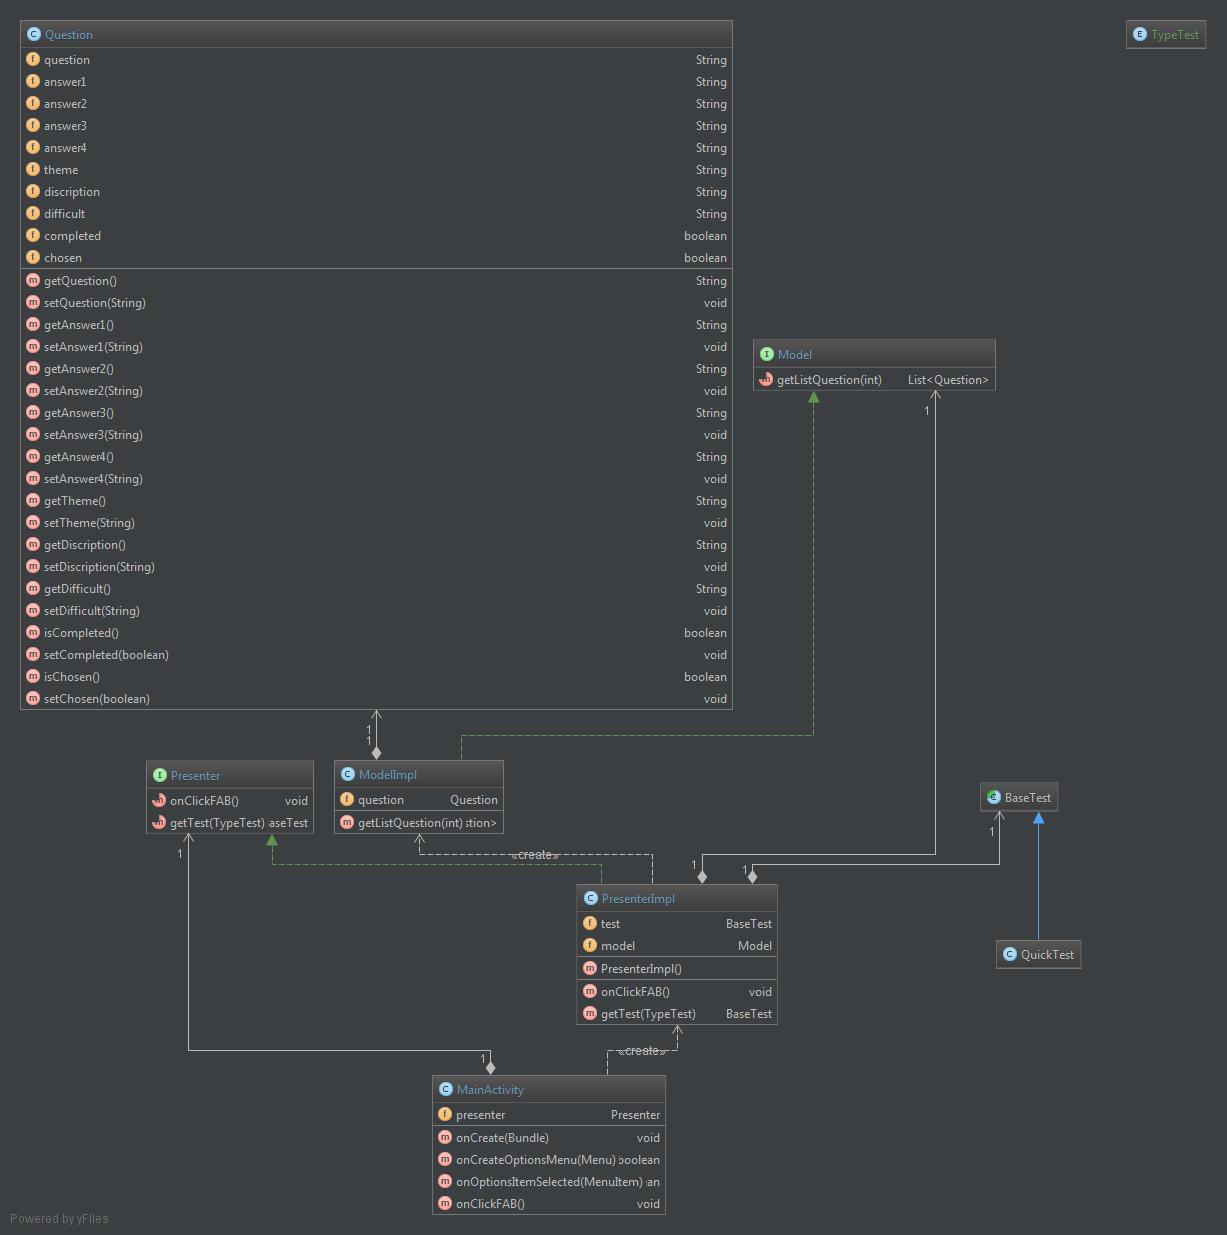 Question
question String
answer1 String
answer2 String
answer3 String
answer4 String
theme String
discription String
difficult String
completed boolean
chosen boolean
getQuestion() String
setQuestion(String) void
getAnswer1() String
setAnswer1(String) void
getAnswer2() String
setAnswer2(String) void
getAnswer3() String
setAnswer3(String) void
getAnswer4() String
setAnswer4(String) void
getTheme() String
setTheme(String) void
getDiscription() String
setDiscription(String) void
getDifficult() String
setDifficult(String) void
isCompleted() boolean
setCompleted(boolean) void
isChosen() boolean
setChosen(boolean) void
TypeTest
Model
getListQuestion(int) List<Question>
1
1
1
Presenter
onClickFAB() void
getTest(TypeTest) aseTest
ModelImpl
question Question
getListQuestion(int) stion>
BaseTest
1
1
«create»
1
1
PresenterImpl
test BaseTest
model Model
PresenterImpl()
onClickFAB() void
getTest(TypeTest) BaseTest
QuickTest
«create»
1
MainActivity
presenter Presenter
onCreate(Bundle) void
onCreateOptionsMenu(Menu) boolean
onOptionsItemSelected(MenuItem) an
onClickFAB() void
Powered by yFiles